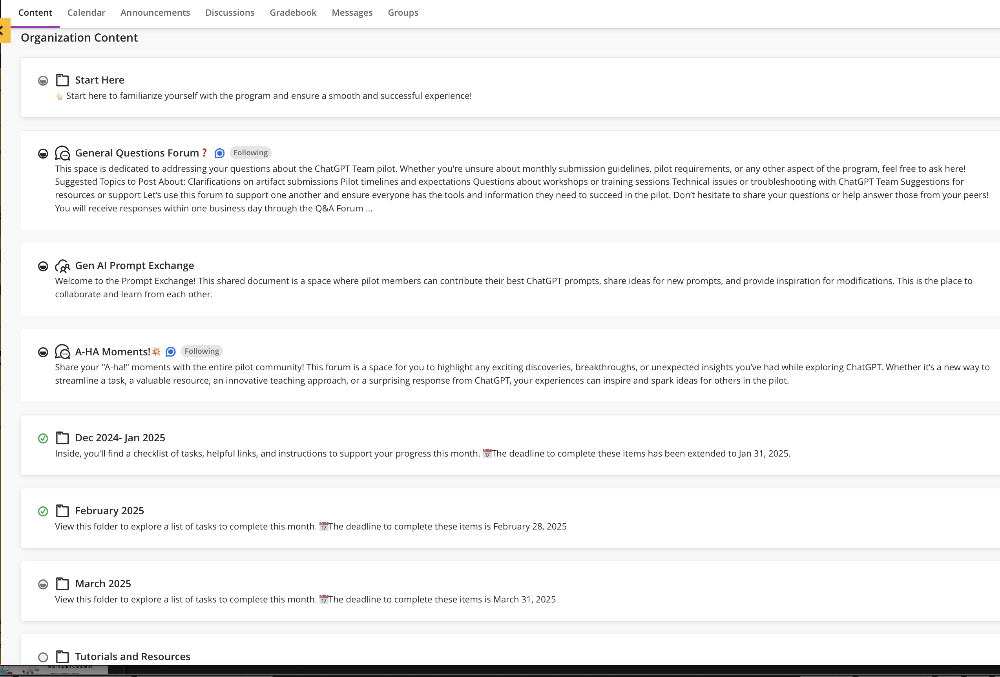 Content Calendar Announcements Discussions Gradebook Messages Groups
Organization Content
Start Here
👆🏻 Start here to familiarize yourself with the program and ensure a smooth and successful experience!
General Questions Forum❓ Following
This space is dedicated to addressing your questions about the ChatGPT Team pilot. Whether you're unsure about monthly submission guidelines, pilot requirements, or any other aspect of the program, feel free to ask here!
Suggested Topics to Post About: Clarifications on artifact submissions Pilot timelines and expectations Questions about workshops or training sessions Technical issues or troubleshooting with ChatGPT Team Suggestions for
resources or support Let’s use this forum to support one another and ensure everyone has the tools and information they need to succeed in the pilot. Don’t hesitate to share your questions or help answer those from your peers!
You will receive responses within one business day through the Q&A Forum ...
Gen AI Prompt Exchange
Welcome to the Prompt Exchange! This shared document is a space where pilot members can contribute their best ChatGPT prompts, share ideas for new prompts, and provide inspiration for modifications. This is the place to
collaborate and learn from each other.
A-HA Moments!💥 Following
Share your "A-ha!" moments with the entire pilot community! This forum is a space for you to highlight any exciting discoveries, breakthroughs, or unexpected insights you’ve had while exploring ChatGPT. Whether it’s a new way to
streamline a task, a valuable resource, an innovative teaching approach, or a surprising response from ChatGPT, your experiences can inspire and spark ideas for others in the pilot.
Dec 2024- Jan 2025
Inside, you'll find a checklist of tasks, helpful links, and instructions to support your progress this month. 📅The deadline to complete these items has been extended to Jan 31, 2025.
February 2025
View this folder to explore a list of tasks to complete this month. 📅The deadline to complete these items is February 28, 2025
March 2025
View this folder to explore a list of tasks to complete this month. 📅The deadline to complete these items is March 31, 2025
Tutorials and Resources
and Impact Concerns